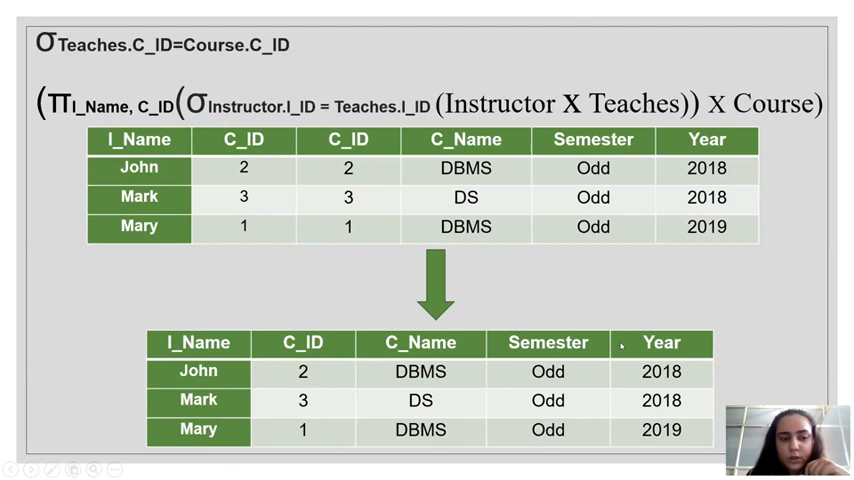 σTeaches.C_ID=Course.C_ID
(πI_Name, C_ID(σInstructor.I_ID = Teaches.I_ID (Instructor X Teaches)) X Course)
I_Name C_ID C_ID C_Name Semester Year
John 2 2 DBMS Odd 2018
Mark 3 3 DS Odd 2018
Mary 1 1 DBMS Odd 2019
I_Name C_ID C_Name Semester Year
John 2 DBMS Odd 2018
Mark 3 DS Odd 2018
Mary 1 DBMS Odd 2019